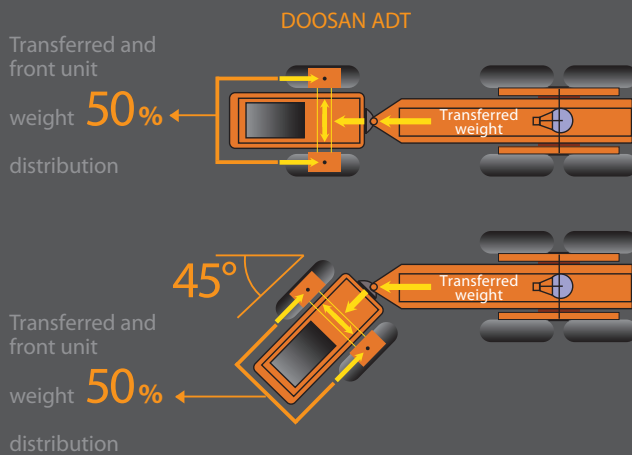 DOOSAN ADT
Transferred and
front unit
weight 50%
distribution
Transferred
weight
45°
Transferred
weight
Transferred and
front unit
weight 50%
distribution